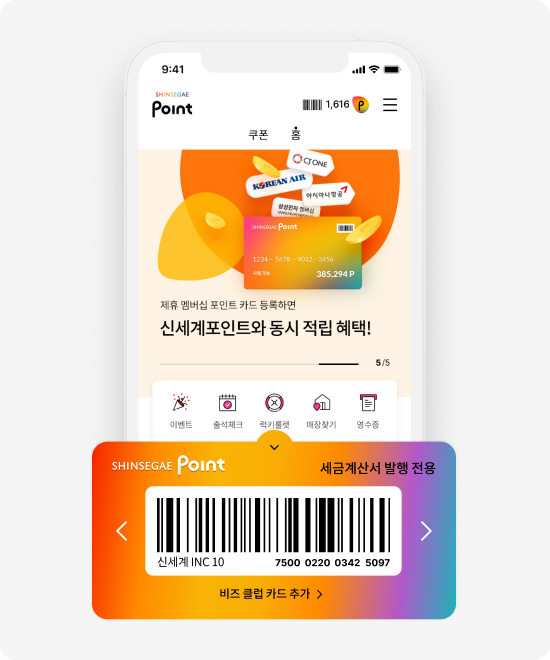 9:41
SHINSEGAE
Point
1,616
쿠폰 홈
CJ ONE
KOREAN AIR
아시아나항공
삼성전자 멤버십
SHINSEGAE Point
1234 - 5678 - 9012 - 3456
사용가능 385,294 P
제휴 멤버십 포인트 카드 등록하면
신세계포인트와 동시 적립 혜택!
5/5
이벤트 출석체크 럭키룰렛 매장찾기 영수증
SHINSEGAE Point 세금계산서 발행 전용
신세계 INC 10 7500 0220 0342 5097
비즈 클럽 카드 추가 >